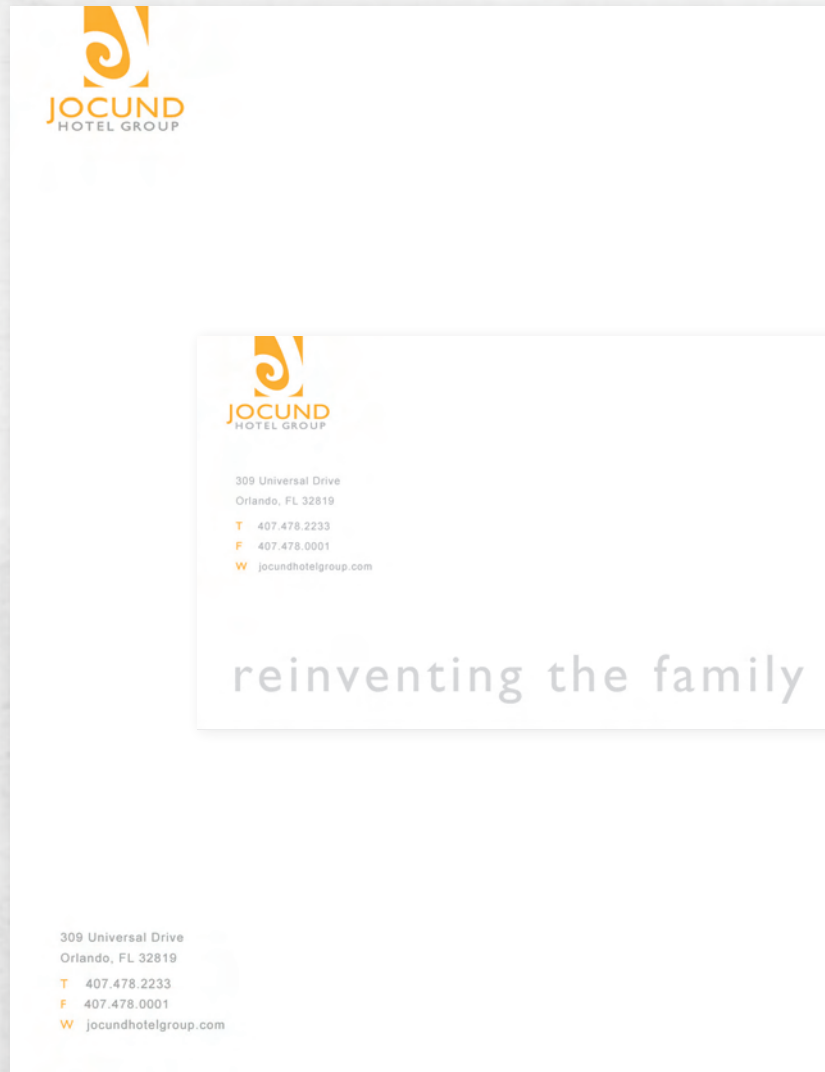 JOCUND
HOTEL GROUP
JOCUND
HOTEL GROUP
309 Universal Drive
Orlando, FL 32819
T 407.478.2233
F 407.478.0001
W jocundhotelgroup.com
reinventing the family
309 Universal Drive
Orlando, FL 32819
T 407.478.2233
F 407.478.0001
W jocundhotelgroup.com